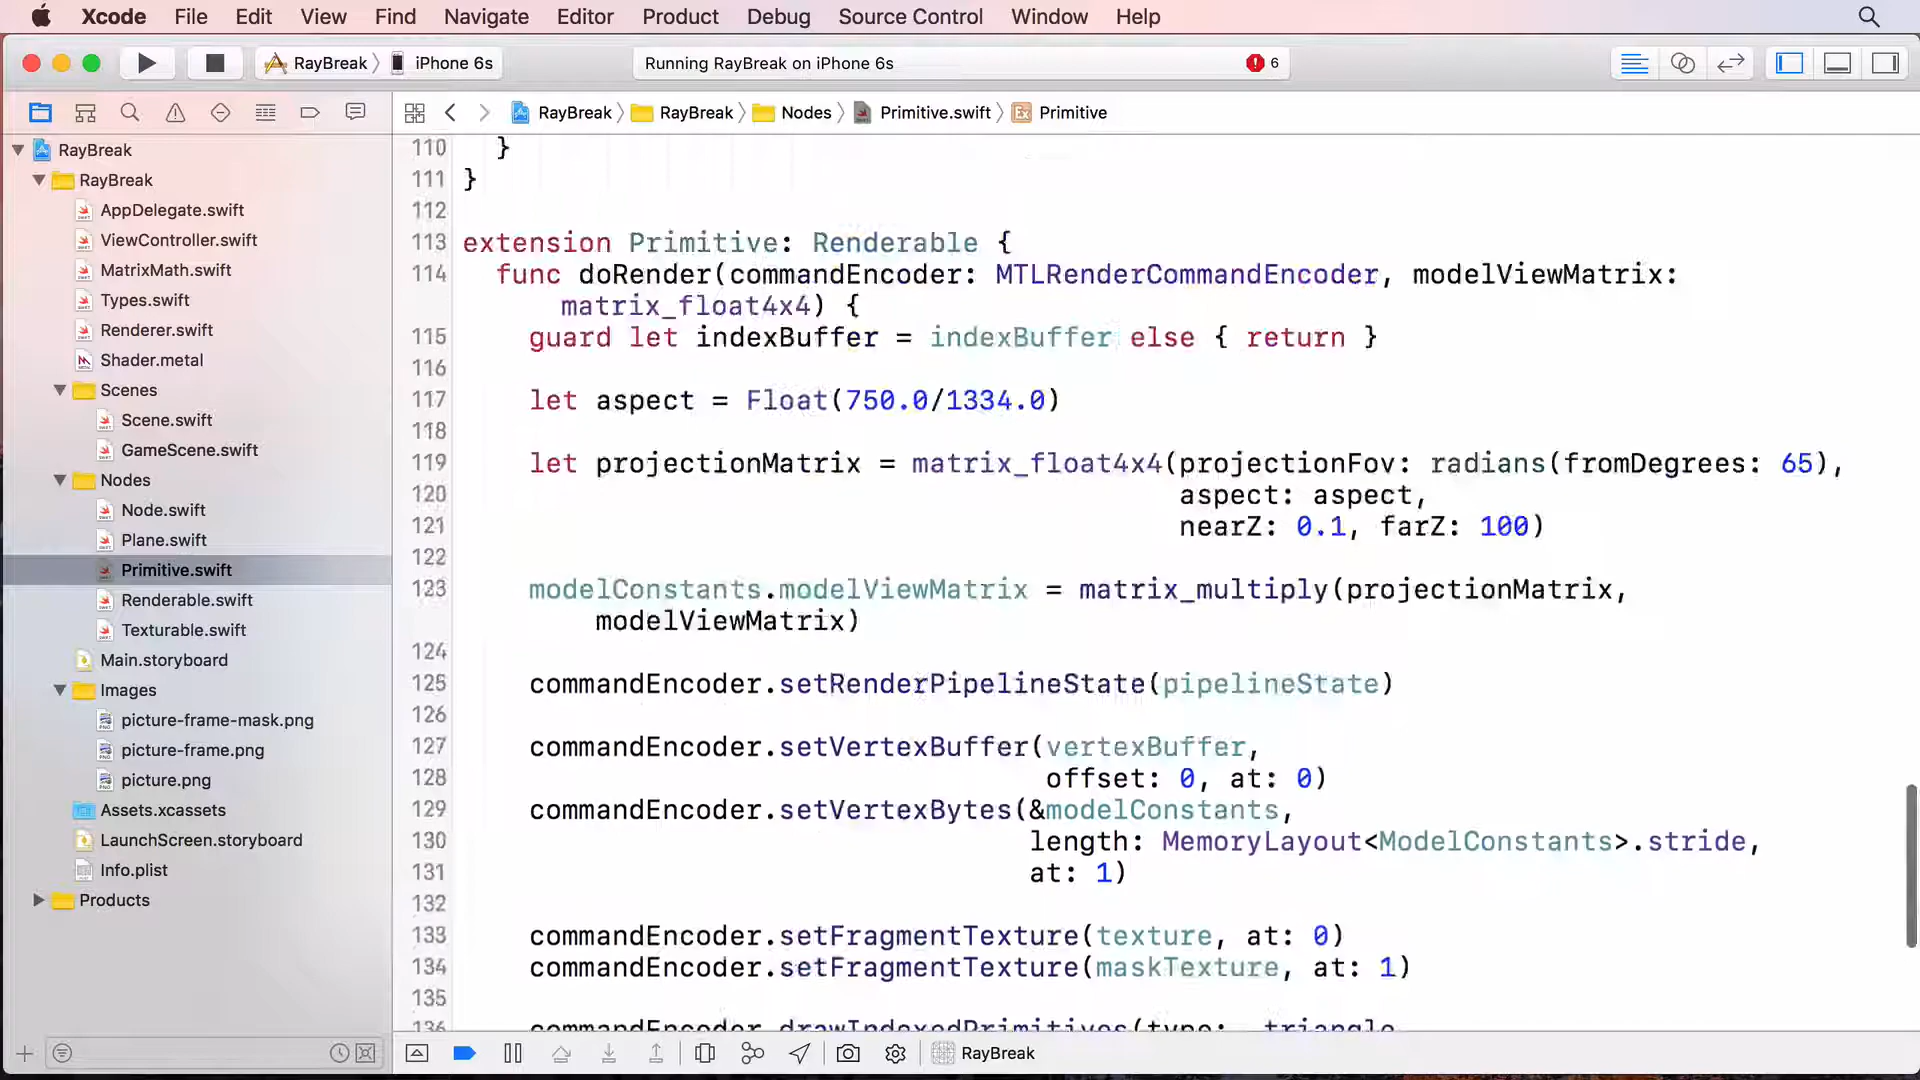 Xcode File Edit View Find Navigate Editor Product Debug Source Control Window Help
RayBreak iPhone 6s Running RayBreak on iPhone 6s 6
RayBreak RayBreak Nodes Primitive.swift Primitive
RayBreak
RayBreak
AppDelegate.swift
ViewController.swift
MatrixMath.swift
Types.swift
Renderer.swift
Shader.metal
Scenes
Scene.swift
GameScene.swift
Nodes
Node.swift
Plane.swift
Primitive.swift
Renderable.swift
Texturable.swift
Main.storyboard
Images
picture-frame-mask.png
picture-frame.png
picture.png
Assets.xcassets
LaunchScreen.storyboard
Info.plist
Products
110 }
111 }
112
113 extension Primitive: Renderable {
114 func doRender(commandEncoder: MTLRenderCommandEncoder, modelViewMatrix:
matrix_float4x4) {
115 guard let indexBuffer = indexBuffer else { return }
116
117 let aspect = Float(750.0/1334.0)
118
119 let projectionMatrix = matrix_float4x4(projectionFov: radians(fromDegrees: 65),
120 aspect: aspect,
121 nearZ: 0.1, farZ: 100)
122
123 modelConstants.modelViewMatrix = matrix_multiply(projectionMatrix,
modelViewMatrix)
124
125 commandEncoder.setRenderPipelineState(pipelineState)
126
127 commandEncoder.setVertexBuffer(vertexBuffer,
128 offset: 0, at: 0)
129 commandEncoder.setVertexBytes(&modelConstants,
130 length: MemoryLayout<ModelConstants>.stride,
131 at: 1)
132
133 commandEncoder.setFragmentTexture(texture, at: 0)
134 commandEncoder.setFragmentTexture(maskTexture, at: 1)
135
136 commandEncoder.drawIndexedPrimitives(type: .triangle,
RayBreak